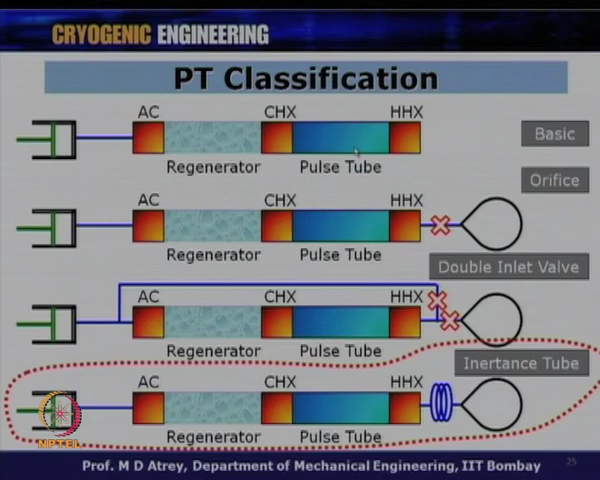 CRYOGENIC ENGINEERING
PT Classification
AC CHX HHX
Basic
Regenerator Pulse Tube
Orifice
AC CHX HHX
Regenerator Pulse Tube
Double Inlet Valve
AC CHX HHX
Regenerator Pulse Tube
Inertance Tube
AC CHX HHX
NPTEL
Regenerator Pulse Tube
Prof. M D Atrey, Department of Mechanical Engineering, IIT Bombay
25